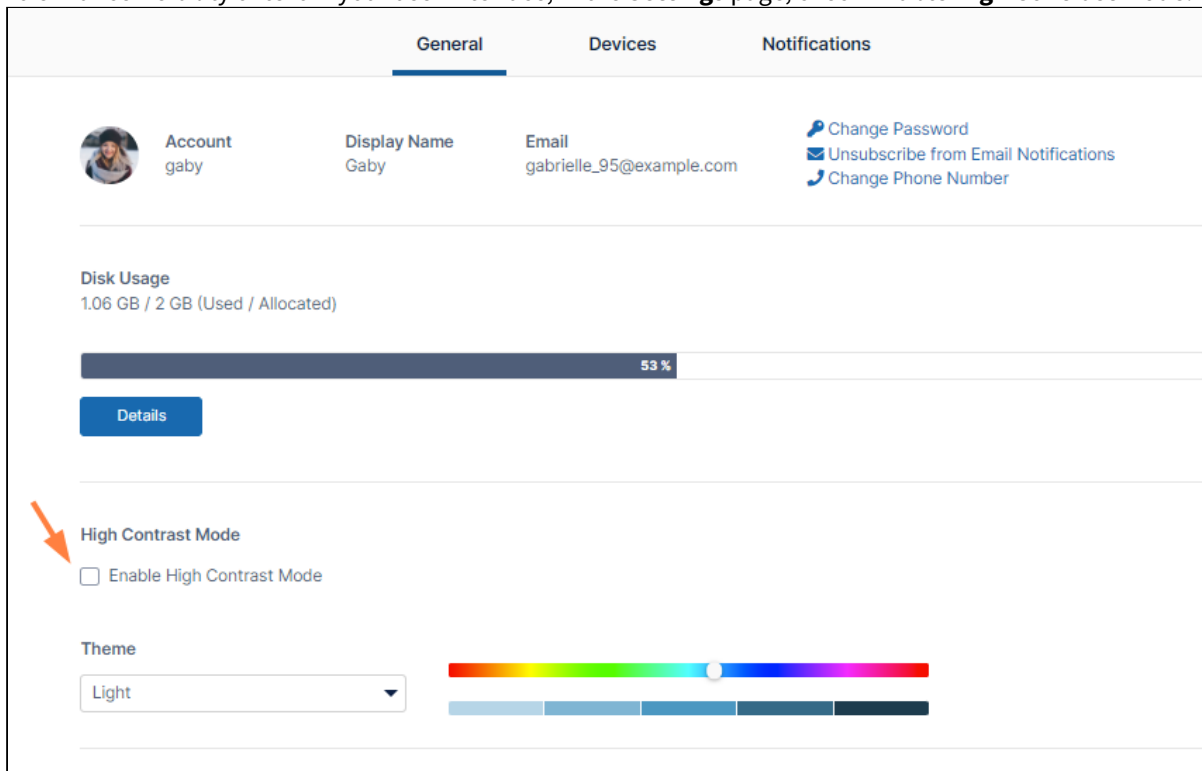 General Devices Notifications
Account Display Name Email
gaby Gaby gabrielle_95@example.com
Change Password
Unsubscribe from Email Notifications
Change Phone Number
Disk Usage
1.06 GB / 2 GB (Used / Allocated)
53 %
Details
High Contrast Mode
Enable High Contrast Mode
Theme
Light